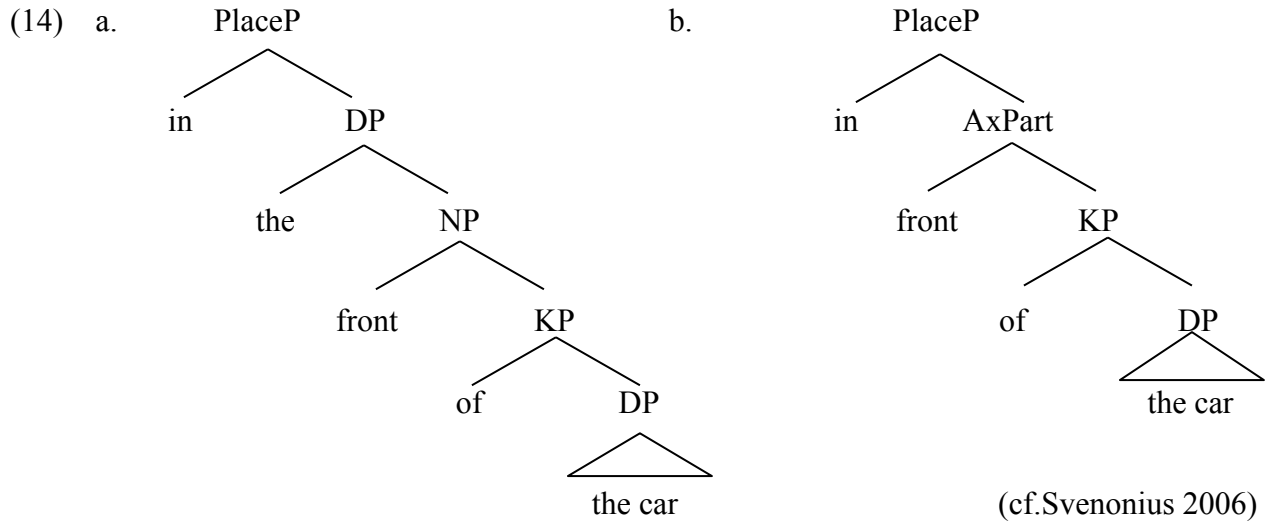 (14) a. PlaceP b. PlaceP
in DP in AxPart
the NP front KP
front KP of DP
of DP the car
the car (cf.Svenonius 2006)